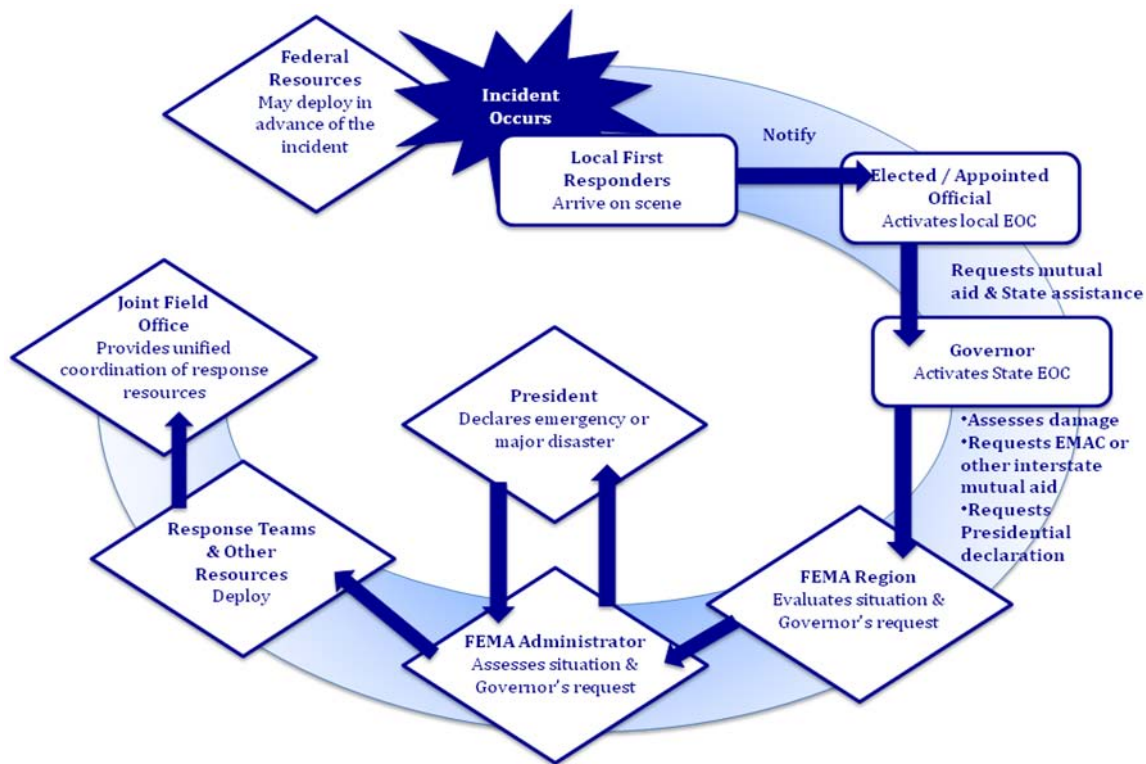 Federal
Resources
May deploy in
advance of the
incident
Incident
Occurs
Local First
Responders
Arrive on scene
Notify
Elected / Appointed
Official
Activates local EOC
Requests mutual
aid & State assistance
Governor
Activates State EOC
•Assesses damage
•Requests EMAC or
other interstate
mutual aid
•Requests
Presidential
declaration
FEMA Region
Evaluates situation &
Governor's request
FEMA Administrator
Assesses situation &
Governor's request
President
Declares emergency or
major disaster
Response Teams
& Other
Resources
Deploy
Joint Field
Office
Provides unified
coordination of response
resources